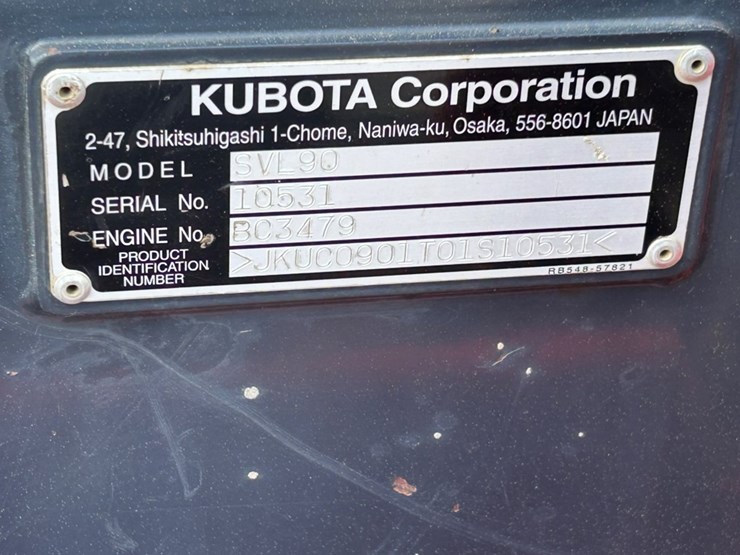 KUBOTA Corporation
2-47, Shikitsuhigashi 1-Chome, Naniwa-ku, Osaka, 556-8601 JAPAN
MODEL SVL90
SERIAL No. 10531
ENGINE No. BC3479
PRODUCT IDENTIFICATION NUMBER >JKUC0901T01S10531<
RB548-57621